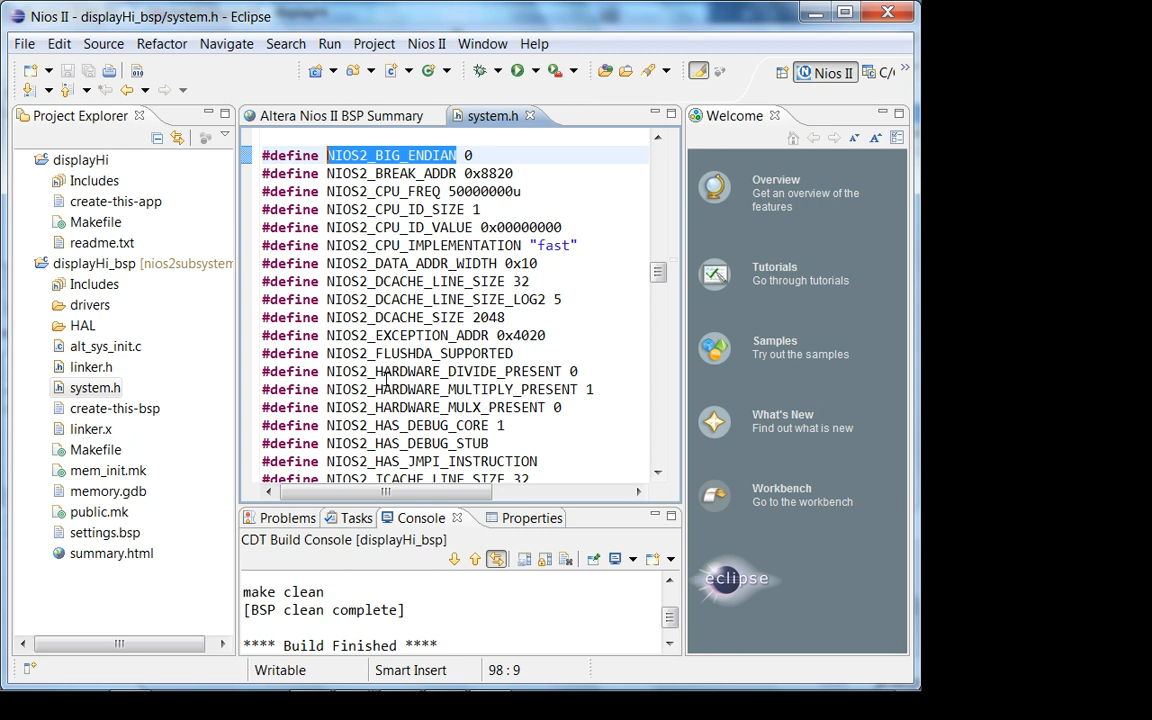 Nios II - displayHi_bsp/system.h - Eclipse
File Edit Source Refactor Navigate Search Run Project Nios II Window Help
Nios II C/
Project Explorer
Altera Nios II BSP Summary system.h
Welcome
displayHi
Includes
create-this-app
Makefile
readme.txt
displayHi_bsp [nios2subsystem
Includes
drivers
HAL
alt_sys_init.c
linker.h
system.h
create-this-bsp
linker.x
Makefile
mem_init.mk
memory.gdb
public.mk
settings.bsp
summary.html
#define NIOS2_BIG_ENDIAN 0
#define NIOS2_BREAK_ADDR 0x8820
#define NIOS2_CPU_FREQ 50000000u
#define NIOS2_CPU_ID_SIZE 1
#define NIOS2_CPU_ID_VALUE 0x00000000
#define NIOS2_CPU_IMPLEMENTATION "fast"
#define NIOS2_DATA_ADDR_WIDTH 0x10
#define NIOS2_DCACHE_LINE_SIZE 32
#define NIOS2_DCACHE_LINE_SIZE_LOG2 5
#define NIOS2_DCACHE_SIZE 2048
#define NIOS2_EXCEPTION_ADDR 0x4020
#define NIOS2_FLUSHDA_SUPPORTED
#define NIOS2_HARDWARE_DIVIDE_PRESENT 0
#define NIOS2_HARDWARE_MULTIPLY_PRESENT 1
#define NIOS2_HARDWARE_MULX_PRESENT 0
#define NIOS2_HAS_DEBUG_CORE 1
#define NIOS2_HAS_DEBUG_STUB
#define NIOS2_HAS_JMPI_INSTRUCTION
#define NIOS2_ICACHE_LINE_SIZE 32
Overview
Get an overview of the
features
Tutorials
Go through tutorials
Samples
Try out the samples
What's New
Find out what is new
Workbench
Go to the workbench
eclipse
Problems Tasks Console Properties
CDT Build Console [displayHi_bsp]
make clean
[BSP clean complete]
**** Build Finished ****
Writable Smart Insert 98 : 9